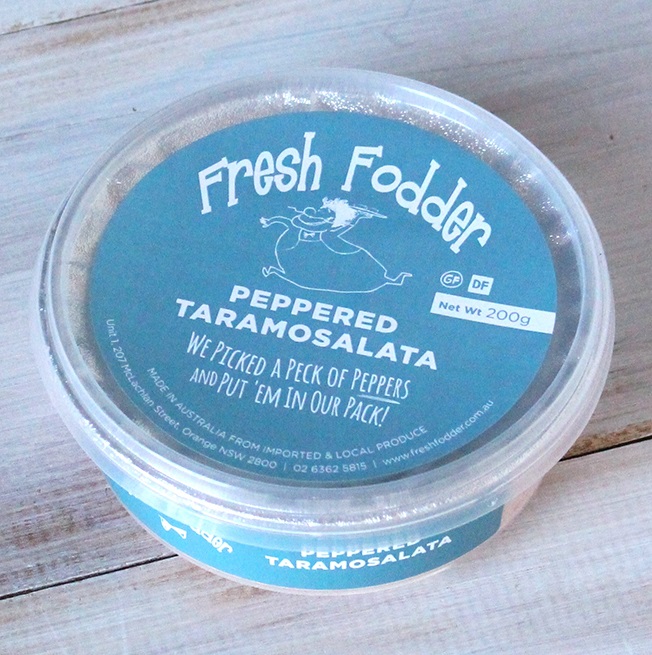 Fresh Fodder
GF DF
Net Wt 200g
PEPPERED
TARAMOSALATA
WE PICKED A PECK OF PEPPERS
AND PUT 'EM IN OUR PACK!
MADE IN AUSTRALIA FROM IMPORTED & LOCAL PRODUCE
Unit 1, 207 McLachlan Street, Orange NSW 2800 | 02 6362 5815 | www.freshfodder.com.au
PEPPERED
TARAMOSALATA